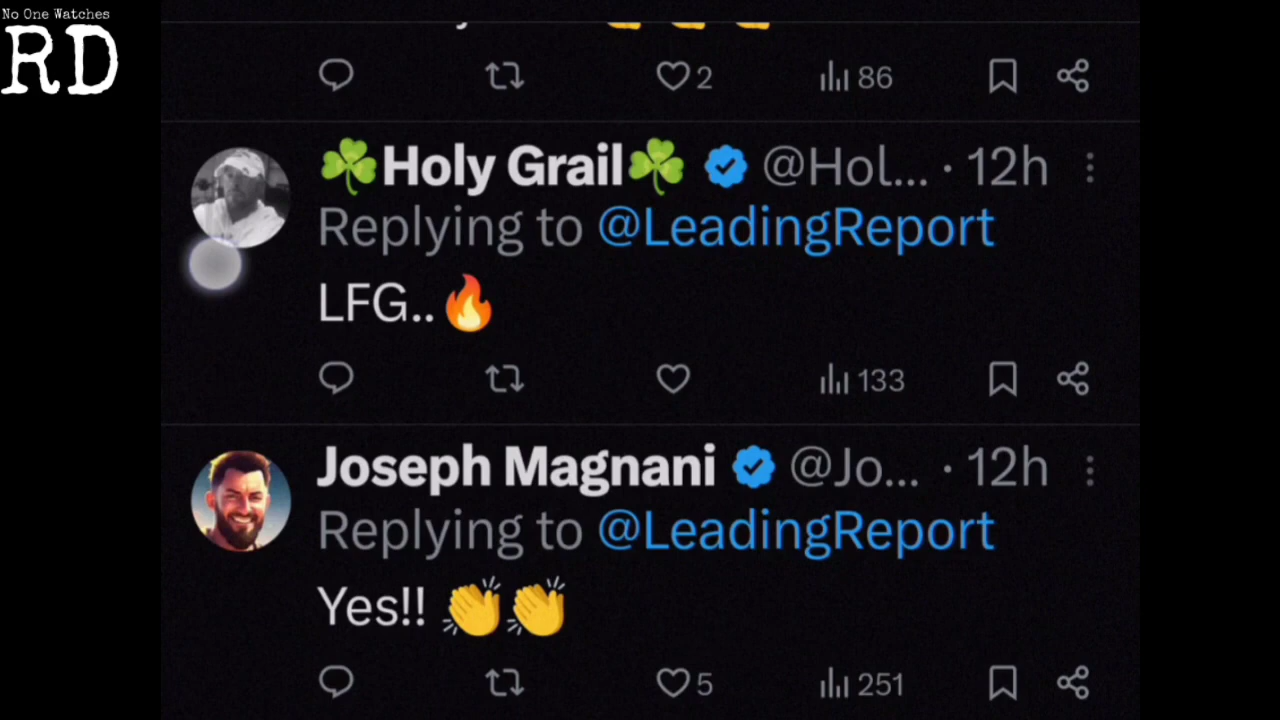 No One Watches
RD
2 86
☘️Holy Grail☘️ @Hol... · 12h
Replying to @LeadingReport
LFG..🔥
133
Joseph Magnani @Jo... · 12h
Replying to @LeadingReport
Yes!! 👏👏
5 251